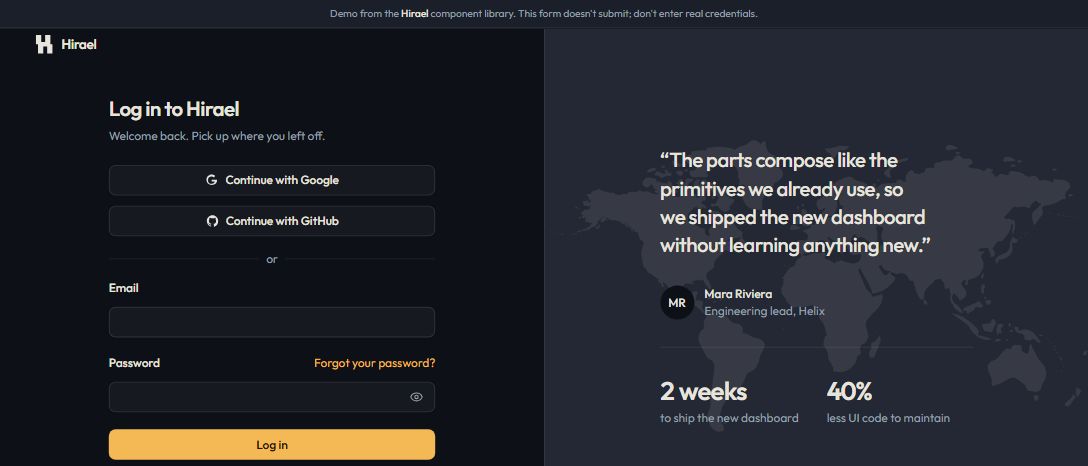 Demo from the Hirael component library. This form doesn't submit; don't enter real credentials.
Hirael
Log in to Hirael
Welcome back. Pick up where you left off.
Continue with Google
Continue with GitHub
or
Email
Password
Forgot your password?
Log in
“The parts compose like the
primitives we already use, so
we shipped the new dashboard
without learning anything new.”
MR
Mara Riviera
Engineering lead, Helix
2 weeks
to ship the new dashboard
40%
less UI code to maintain